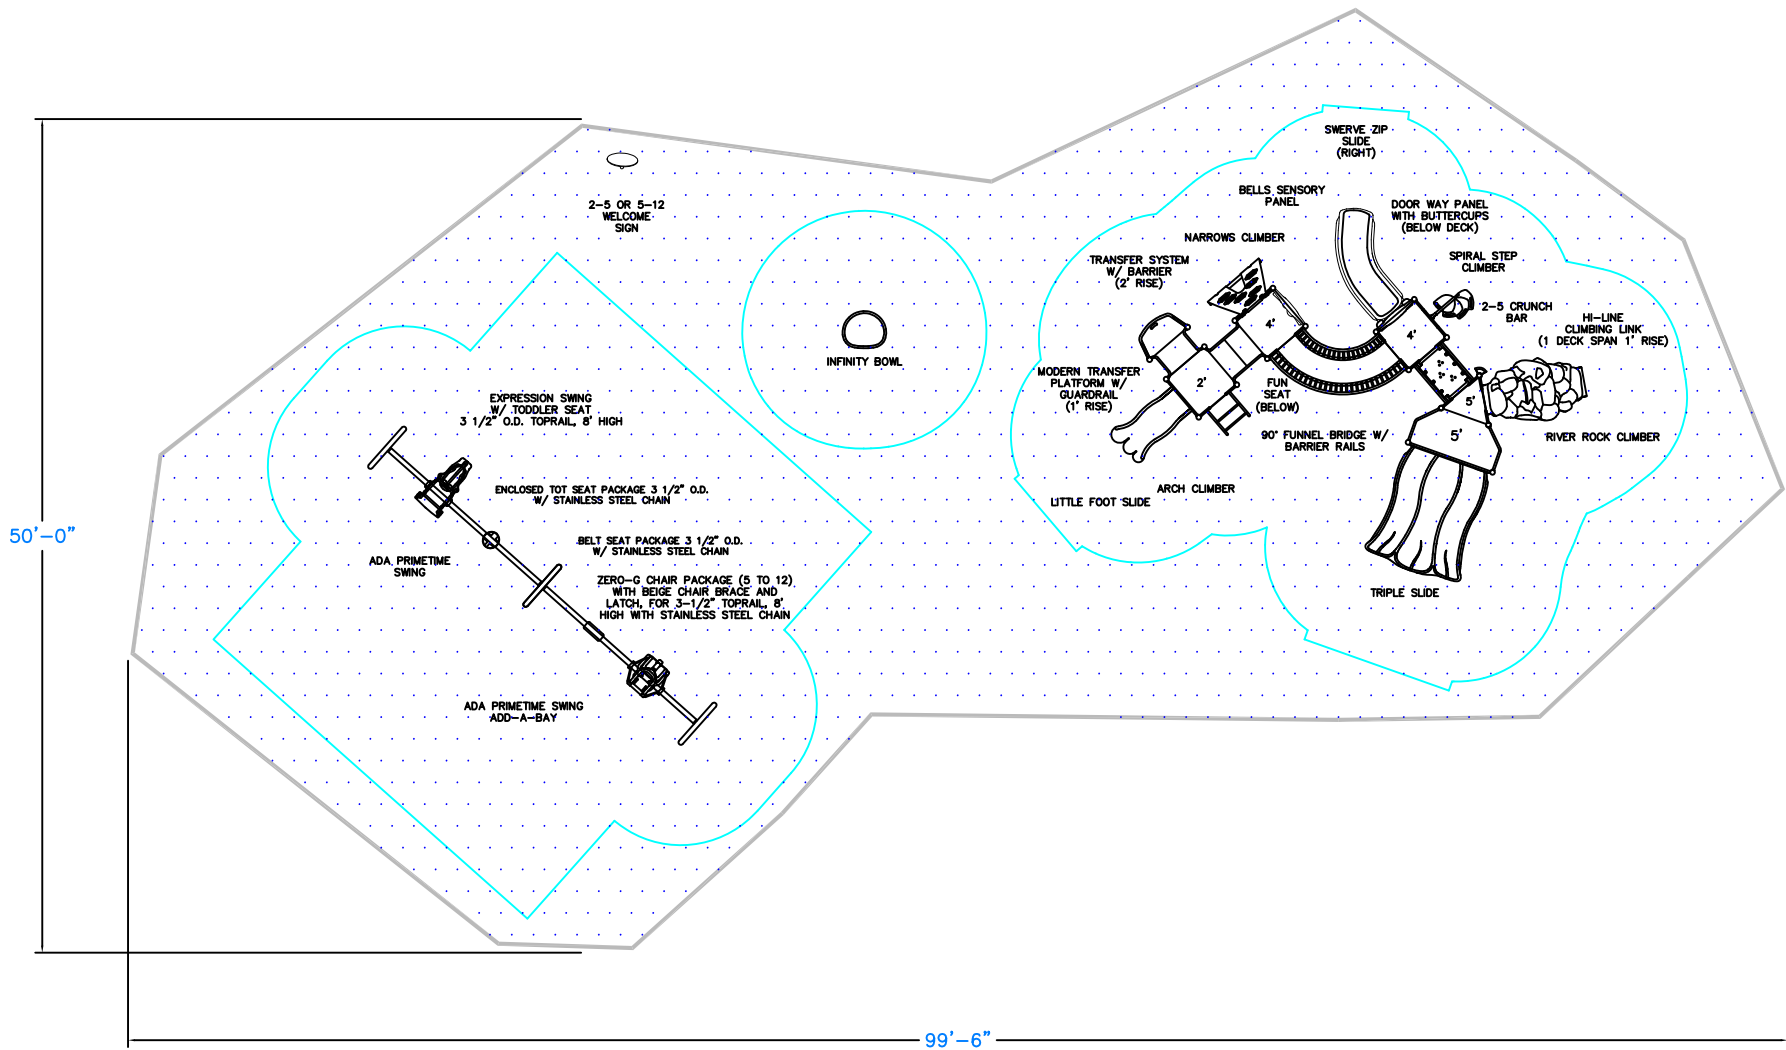 SWERVE ZIP
SLIDE
(RIGHT)
BELLS SENSORY
PANEL
DOOR WAY PANEL
WITH BUTTERCUPS
(BELOW DECK)
2-5 OR 5-12
WELCOME
SIGN
NARROWS CLIMBER
TRANSFER SYSTEM
W/ BARRIER
(2' RISE)
SPIRAL STEP
CLIMBER
2-5 CRUNCH
BAR
HI-LINE
CLIMBING LINK
(1 DECK SPAN 1' RISE)
4'
4'
INFINITY BOWL
MODERN TRANSFER
PLATFORM W/
GUARDRAIL
(1' RISE)
2'
FUN
SEAT
(BELOW)
5'
5'
90° FUNNEL BRIDGE W/
BARRIER RAILS
RIVER ROCK CLIMBER
EXPRESSION SWING
W/ TODDLER SEAT
3 1/2" O.D. TOPRAIL, 8' HIGH
ENCLOSED TOT SEAT PACKAGE 3 1/2" O.D.
W/ STAINLESS STEEL CHAIN
ARCH CLIMBER
LITTLE FOOT SLIDE
50'-0"
BELT SEAT PACKAGE 3 1/2" O.D.
W/ STAINLESS STEEL CHAIN
ADA PRIMETIME
SWING
ZERO-G CHAIR PACKAGE (5 TO 12)
WITH BEIGE CHAIR BRACE AND
LATCH, FOR 3-1/2" TOPRAIL, 8'
HIGH WITH STAINLESS STEEL CHAIN
TRIPLE SLIDE
ADA PRIMETIME SWING
ADD-A-BAY
99'-6"